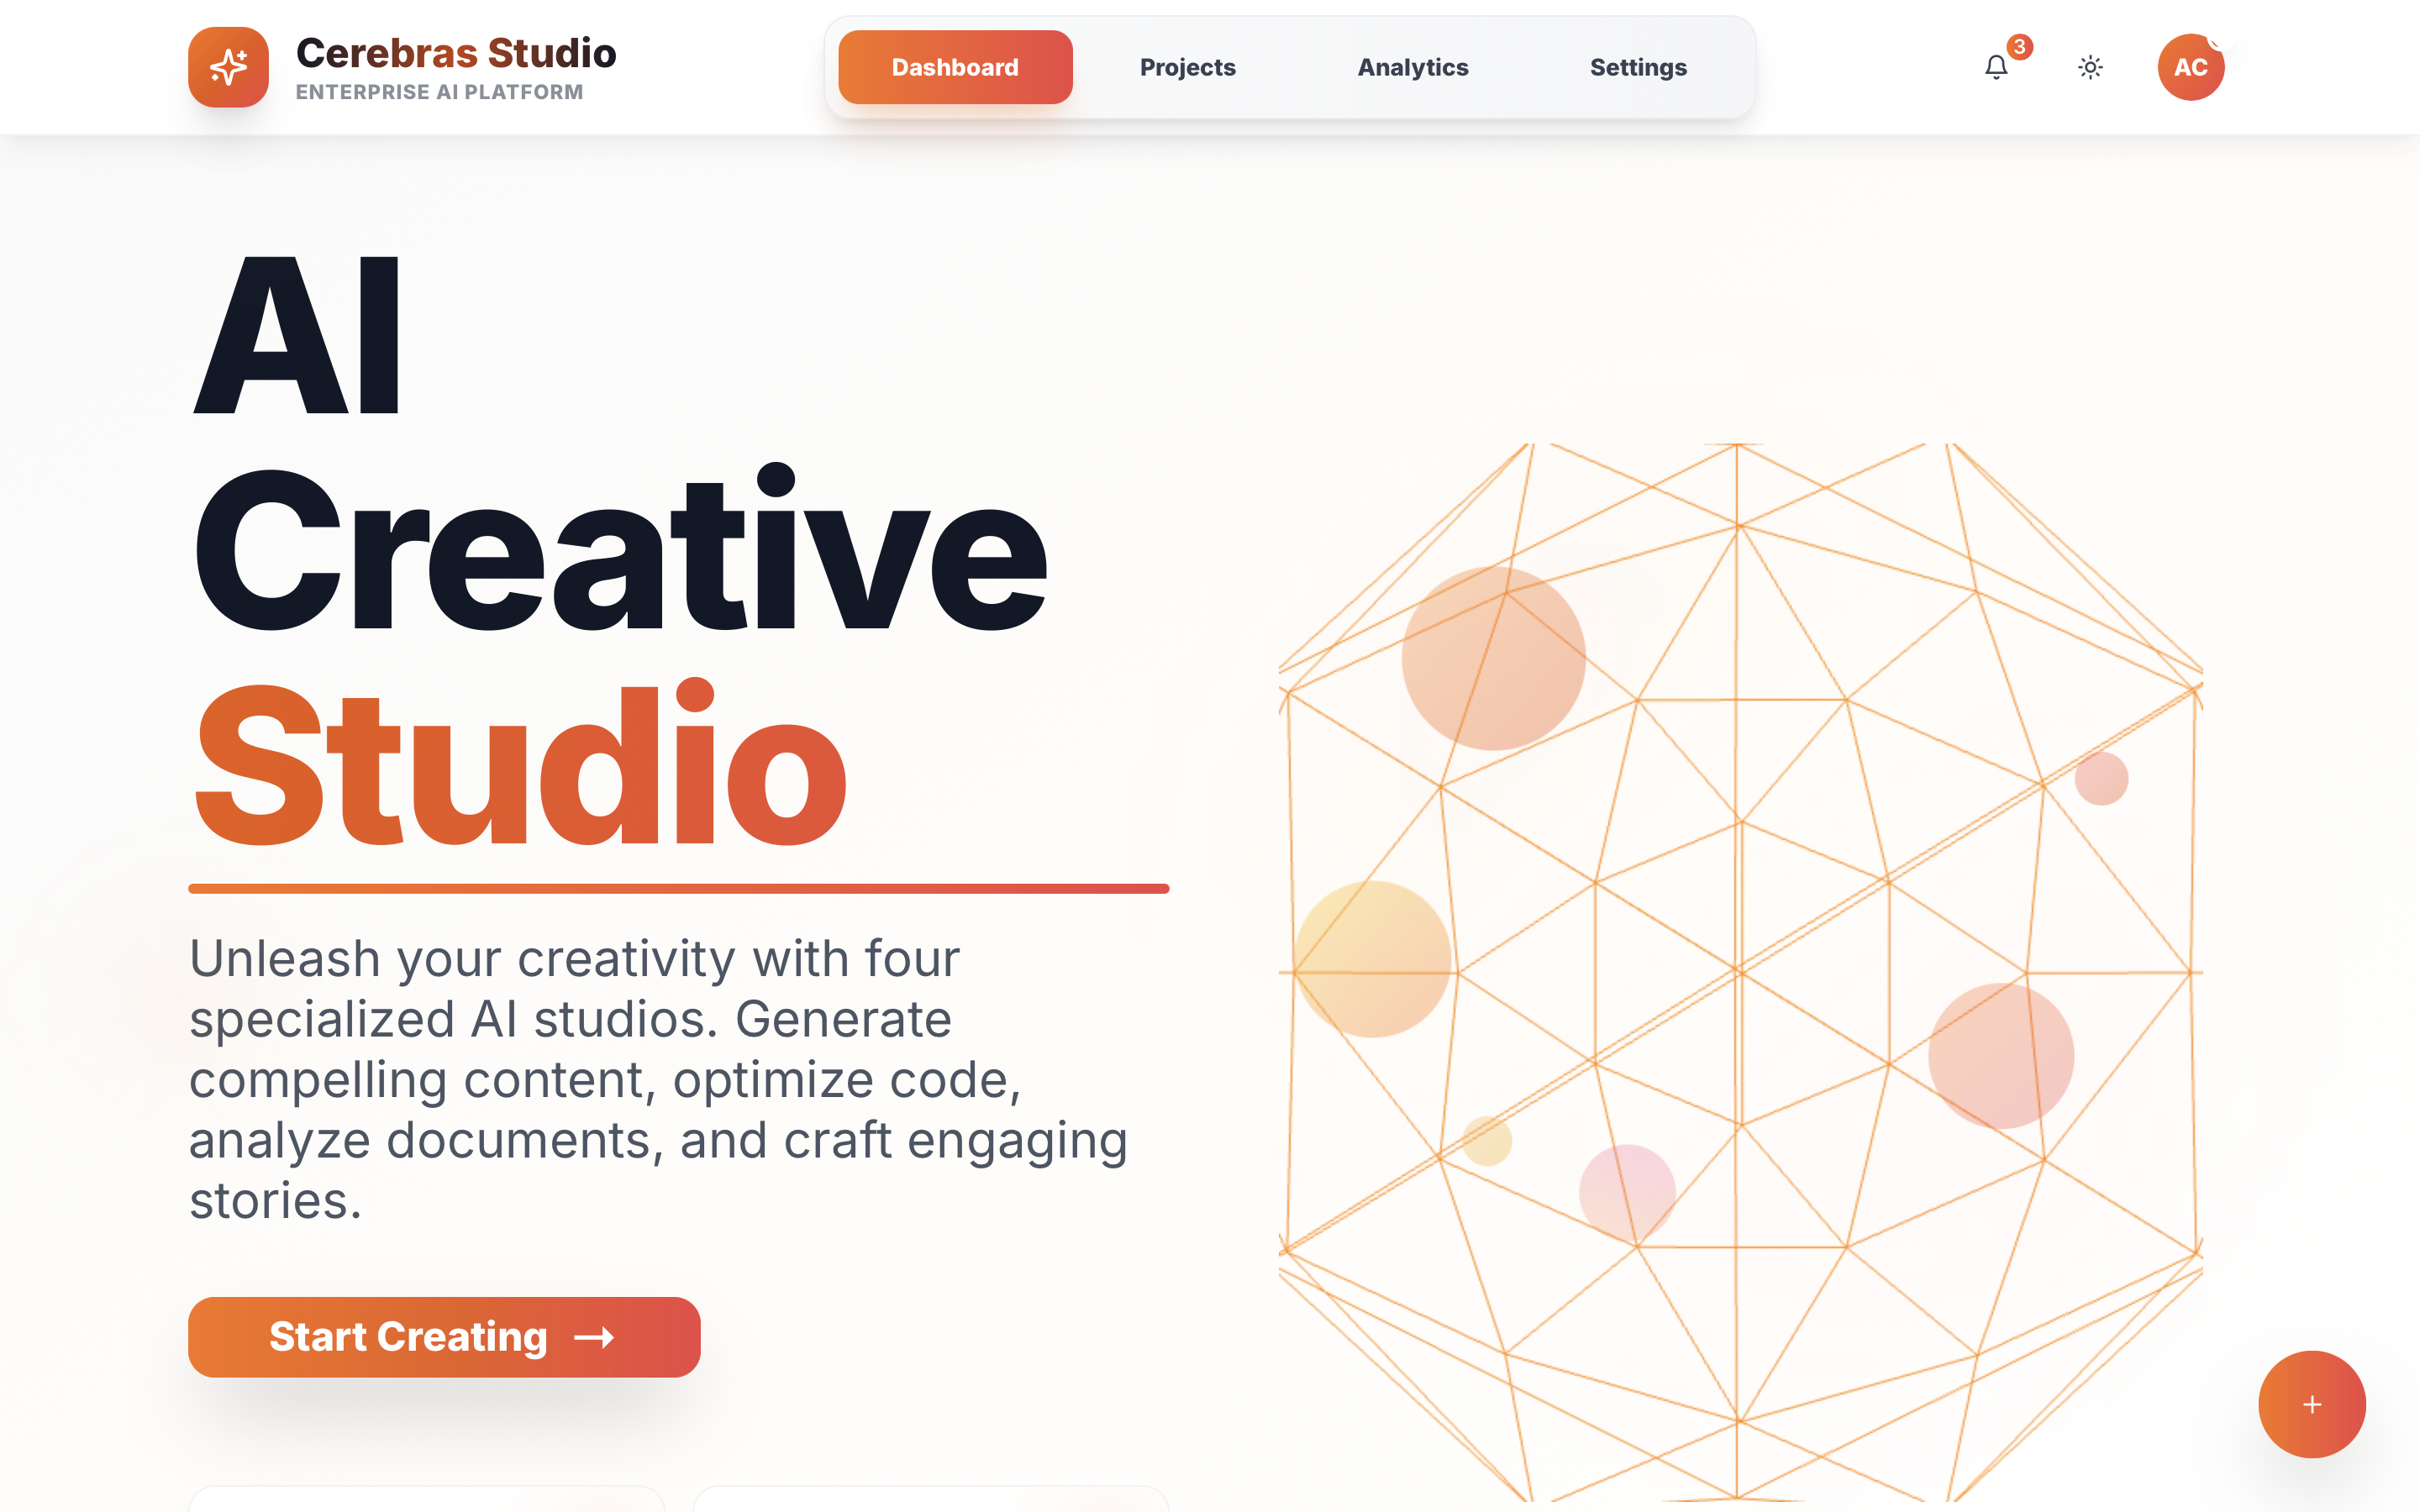 Cerebras Studio
ENTERPRISE AI PLATFORM
Dashboard
Projects
Analytics
Settings
3
AC
AI
Creative
Studio
Unleash your creativity with four
specialized AI studios. Generate
compelling content, optimize code,
analyze documents, and craft engaging
stories.
Start Creating →
+